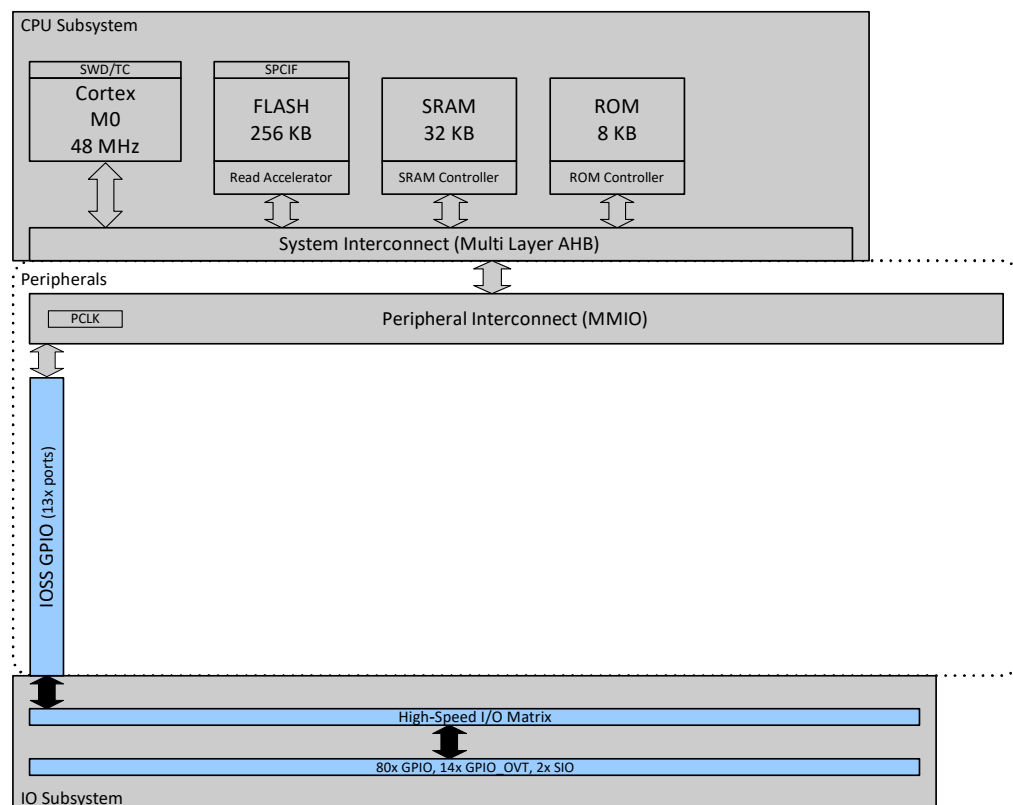 CPU Subsystem
SWD/TC
Cortex
M0
48 MHz
SPCIF
FLASH
256 KB
Read Accelerator
SRAM
32 KB
SRAM Controller
ROM
8 KB
ROM Controller
System Interconnect (Multi Layer AHB)
Peripherals
PCLK
Peripheral Interconnect (MMIO)
IOSS GPIO (13x ports)
High-Speed I/O Matrix
80x GPIO, 14x GPIO_OVT, 2x SIO
IO Subsystem